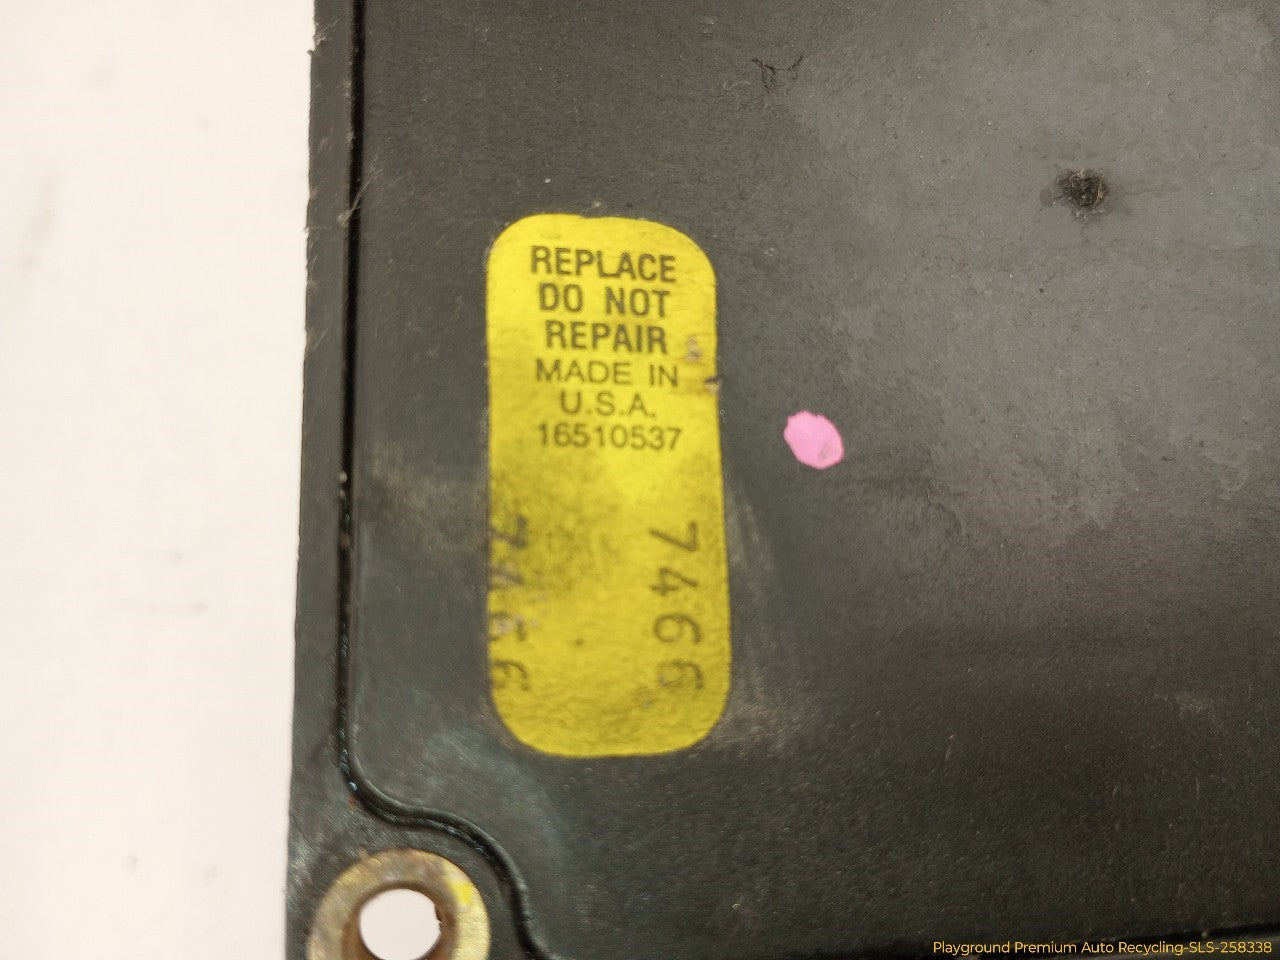 REPLACE
DO NOT
REPAIR
MADE IN
U.S.A.
16510537
7466
7466
Playground Premium Auto Recycling-SLS-258338